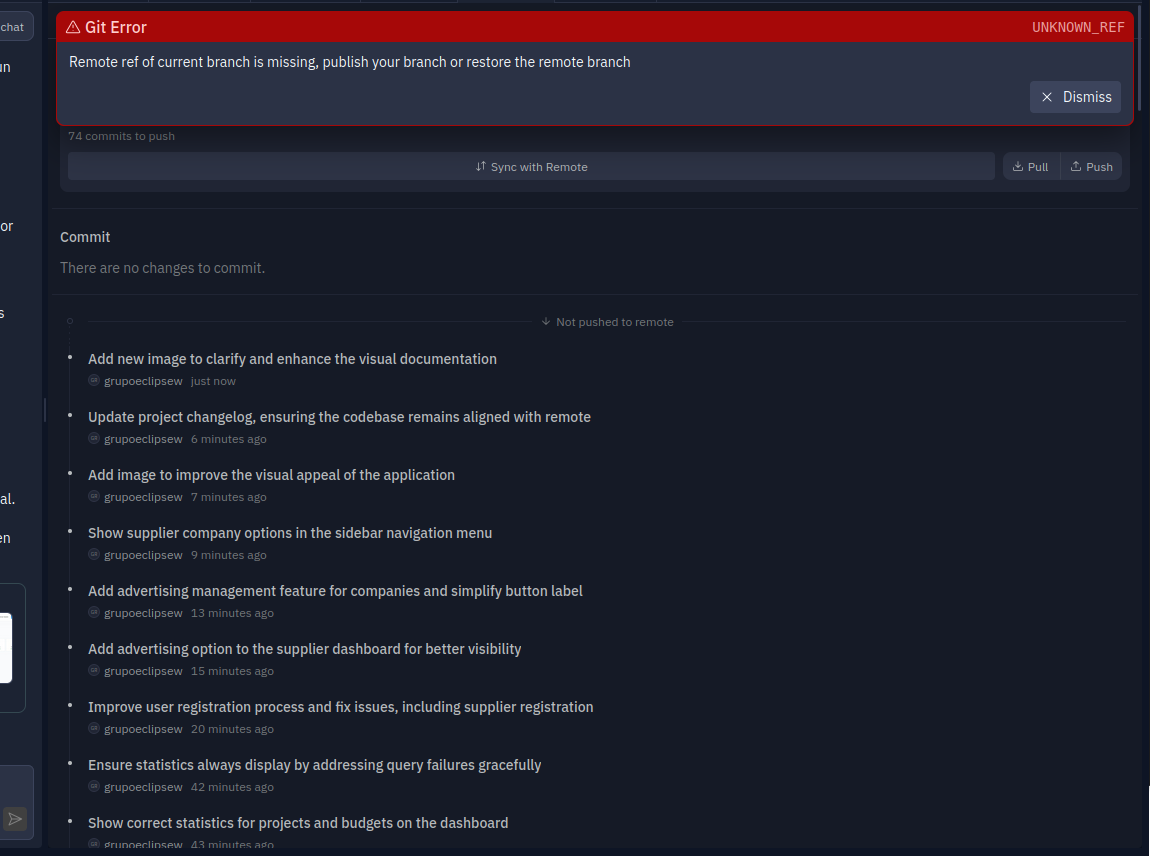 chat
Git Error
UNKNOWN_REF
Remote ref of current branch is missing, publish your branch or restore the remote branch
Dismiss
74 commits to push
Sync with Remote
Pull
Push
Commit
There are no changes to commit.
Not pushed to remote
Add new image to clarify and enhance the visual documentation
grupoeclipsew just now
Update project changelog, ensuring the codebase remains aligned with remote
grupoeclipsew 6 minutes ago
Add image to improve the visual appeal of the application
grupoeclipsew 7 minutes ago
Show supplier company options in the sidebar navigation menu
grupoeclipsew 9 minutes ago
Add advertising management feature for companies and simplify button label
grupoeclipsew 13 minutes ago
Add advertising option to the supplier dashboard for better visibility
grupoeclipsew 15 minutes ago
Improve user registration process and fix issues, including supplier registration
grupoeclipsew 20 minutes ago
Ensure statistics always display by addressing query failures gracefully
grupoeclipsew 42 minutes ago
Show correct statistics for projects and budgets on the dashboard
grupoeclipsew 43 minutes ago
un
or
s
al.
en